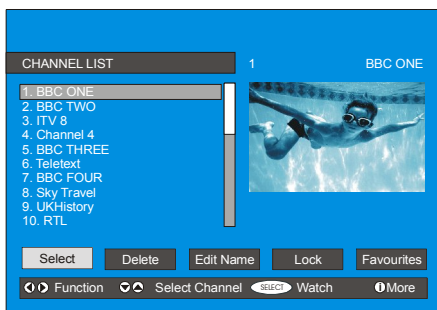 CHANNEL LIST 1 BBC ONE
1. BBC ONE
2. BBC TWO
3. ITV 8
4. Channel 4
5. BBC THREE
6. Teletext
7. BBC FOUR
8. Sky Travel
9. UKHistory
10. RTL
Select Delete Edit Name Lock Favourites
Function Select Channel SELECT Watch i More